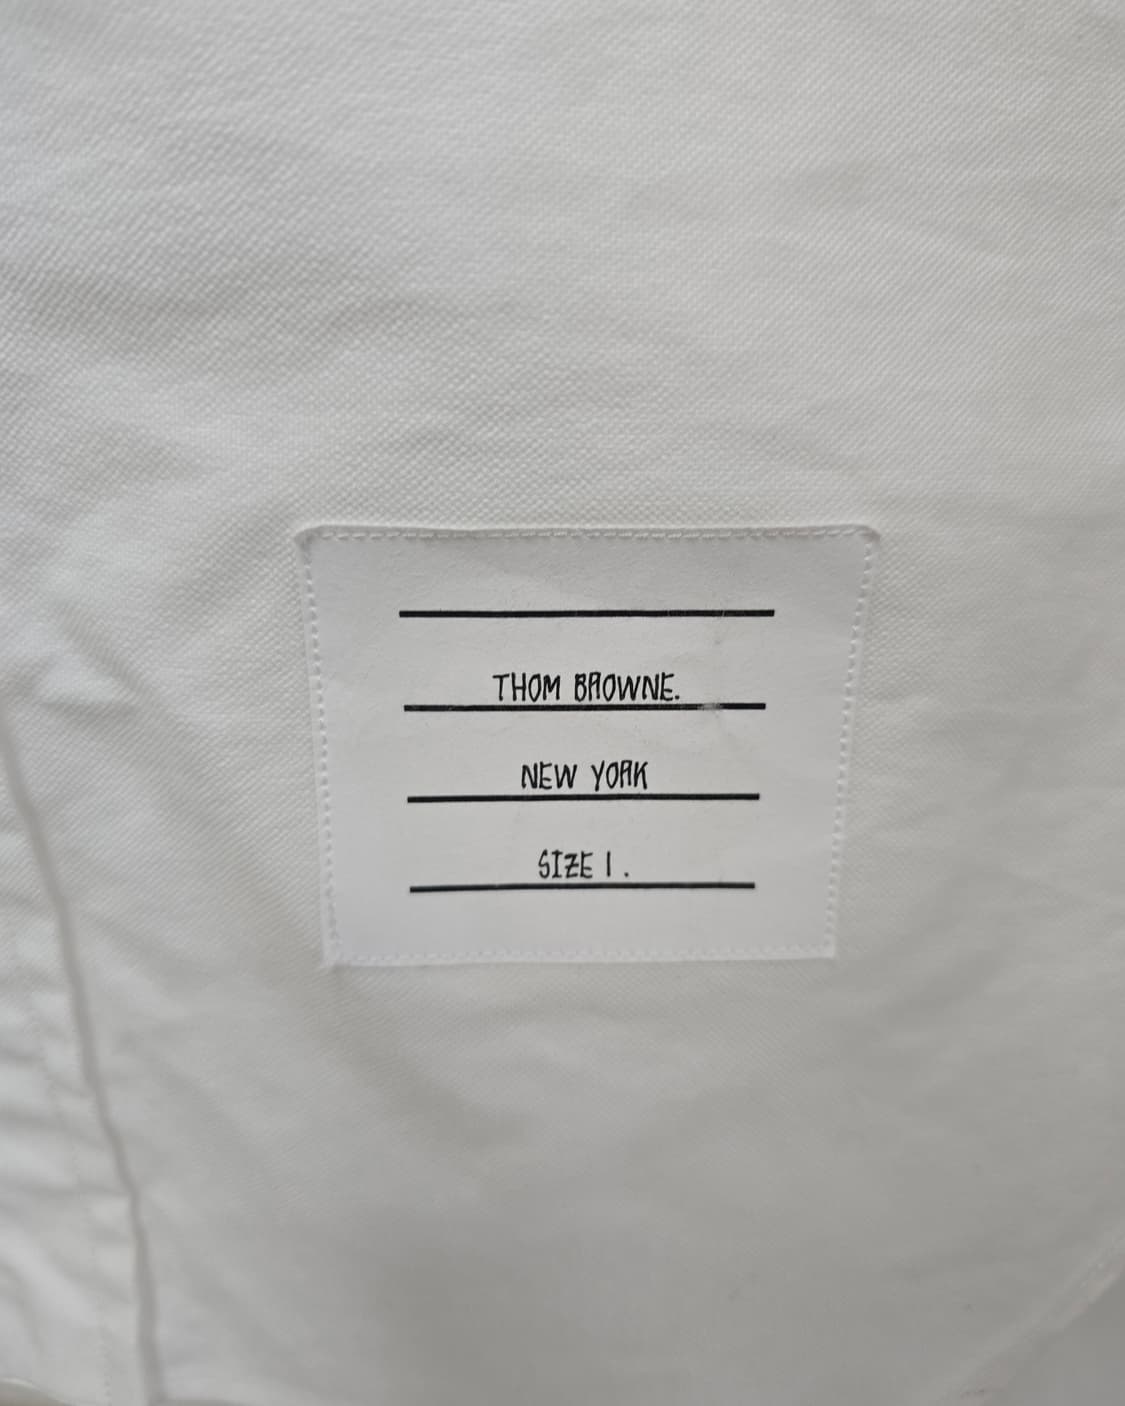 THOM BROWNE.
NEW YORK
SIZE 1.